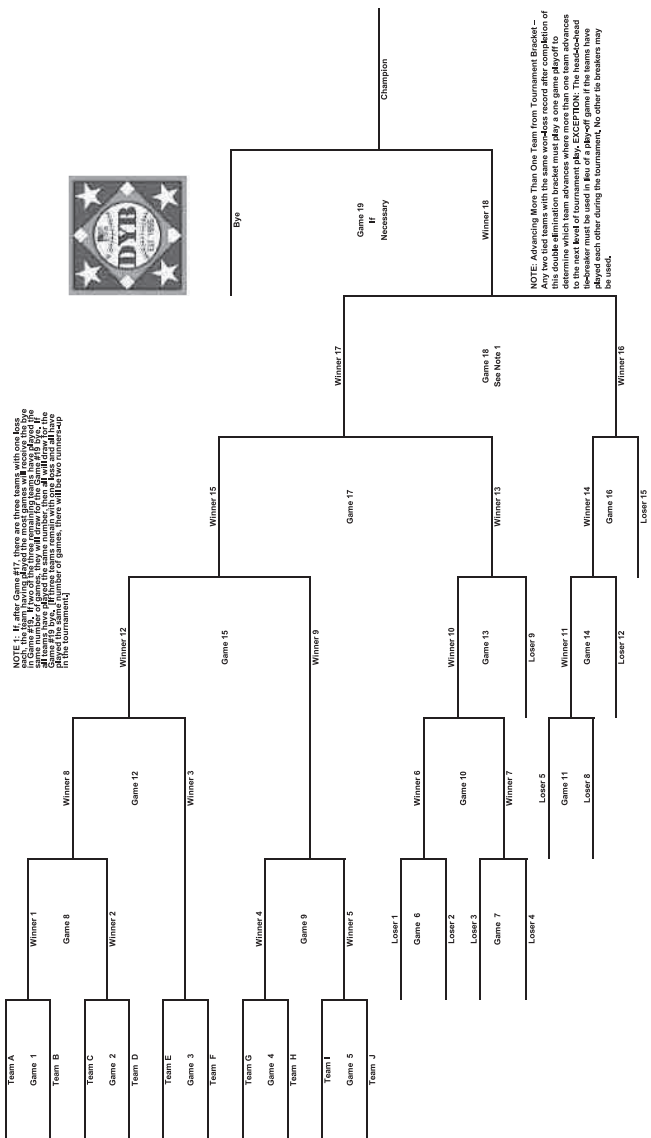 NOTE 1: If, after Game #17, there are three teams with one loss
each, the team having played the most games will receive the bye
in Game #19. If two of the three remaining teams have played the
same number of games, they will draw for the Game #19 bye. If
all teams have played the same number, then all will draw for the
Game #19 bye. [If three teams remain with one loss and all have
played the same number of games, there will be two runners-up
in the tournament.]
DYB
Team A
Game 1
Team B
Team C
Game 2
Team D
Team E
Game 3
Team F
Team G
Game 4
Team H
Team I
Game 5
Team J
Winner 1
Game 8
Winner 2
Winner 4
Game 9
Winner 5
Loser 1
Game 6
Loser 2
Loser 3
Game 7
Loser 4
Winner 8
Game 12
Winner 3
Winner 6
Game 10
Winner 7
Loser 5
Game 11
Loser 8
Winner 12
Game 15
Winner 9
Winner 10
Game 13
Loser 9
Winner 11
Game 14
Loser 12
Winner 15
Game 17
Winner 13
Winner 14
Game 16
Loser 15
Winner 17
Game 18
See Note 1
Winner 16
Bye
Game 19
If
Necessary
Winner 18
Champion
NOTE: Advancing More Than One Team from Tournament Bracket –
Any two tied teams with the same won-loss record after completion of
this double elimination bracket must play a one game playoff to
determine which team advances where more than one team advances
to the next level of tournament play. EXCEPTION: The head-to-head
tie-breaker must be used in lieu of a play-off game if the teams have
played each other during the tournament. No other tie breakers may
be used.